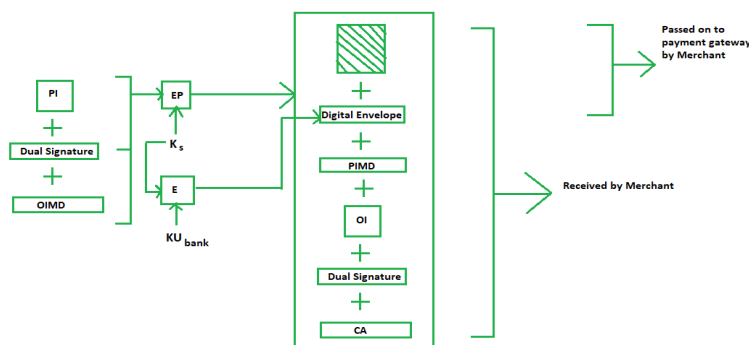 PI
Dual Signature
OIMD
EP
Ks
E
KU bank
Digital Envelope
PIMD
OI
Dual Signature
CA
Received by Merchant
Passed on to
payment gateway
by Merchant